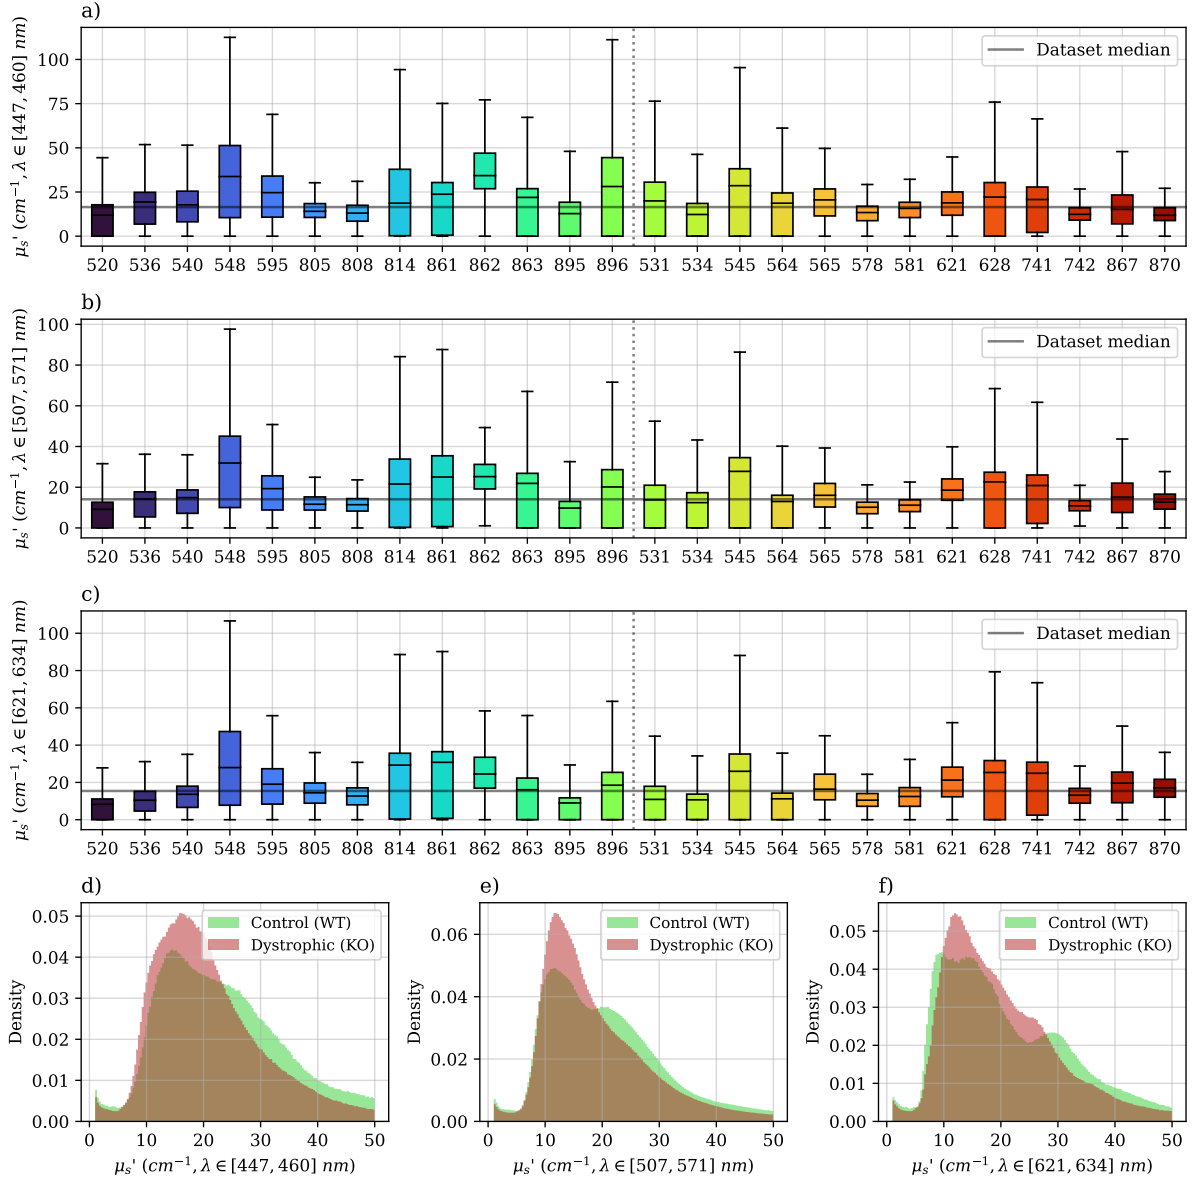 a)
μs' (cm⁻¹, λ ∈ [447, 460] nm)
100
75
50
25
0
Dataset median
520 536 540 548 595 805 808 814 861 862 863 895 896 531 534 545 564 565 578 581 621 628 741 742 867 870
b)
μs' (cm⁻¹, λ ∈ [507, 571] nm)
100
80
60
40
20
0
Dataset median
520 536 540 548 595 805 808 814 861 862 863 895 896 531 534 545 564 565 578 581 621 628 741 742 867 870
c)
μs' (cm⁻¹, λ ∈ [621, 634] nm)
100
80
60
40
20
0
Dataset median
520 536 540 548 595 805 808 814 861 862 863 895 896 531 534 545 564 565 578 581 621 628 741 742 867 870
d)
Density
0.05
0.04
0.03
0.02
0.01
0.00
Control (WT)
Dystrophic (KO)
0 10 20 30 40 50
μs' (cm⁻¹, λ ∈ [447, 460] nm)
e)
Density
0.06
0.04
0.02
0.00
Control (WT)
Dystrophic (KO)
0 10 20 30 40 50
μs' (cm⁻¹, λ ∈ [507, 571] nm)
f)
Density
0.05
0.04
0.03
0.02
0.01
0.00
Control (WT)
Dystrophic (KO)
0 10 20 30 40 50
μs' (cm⁻¹, λ ∈ [621, 634] nm)